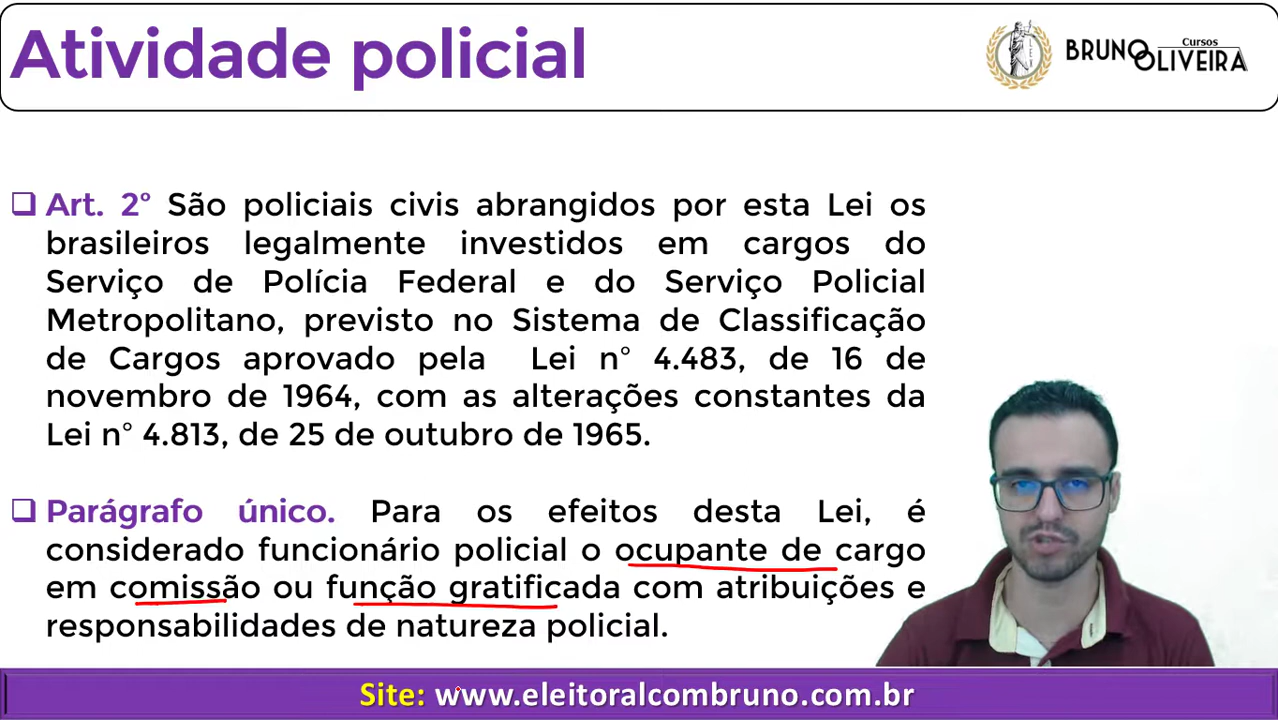 Atividade policial
Cursos
BRUNO
OLIVEIRA
Art. 2° São policiais civis abrangidos por esta Lei os
brasileiros legalmente investidos em cargos do
Serviço de Polícia Federal e do Serviço Policial
Metropolitano, previsto no Sistema de Classificação
de Cargos aprovado pela Lei n° 4.483, de 16 de
novembro de 1964, com as alterações constantes da
Lei n° 4.813, de 25 de outubro de 1965.
Parágrafo único. Para os efeitos desta Lei, é
considerado funcionário policial o ocupante de cargo
em comissão ou função gratificada com atribuições e
responsabilidades de natureza policial.
Site: www.eleitoralcombruno.com.br